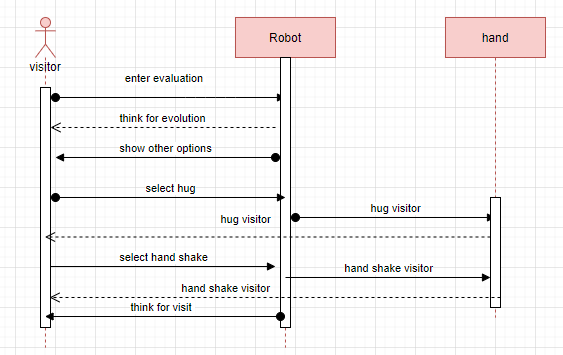 Robot
hand
visitor
enter evaluation
think for evolution
show other options
select hug
hug visitor
hug visitor
select hand shake
hand shake visitor
hand shake visitor
think for visit